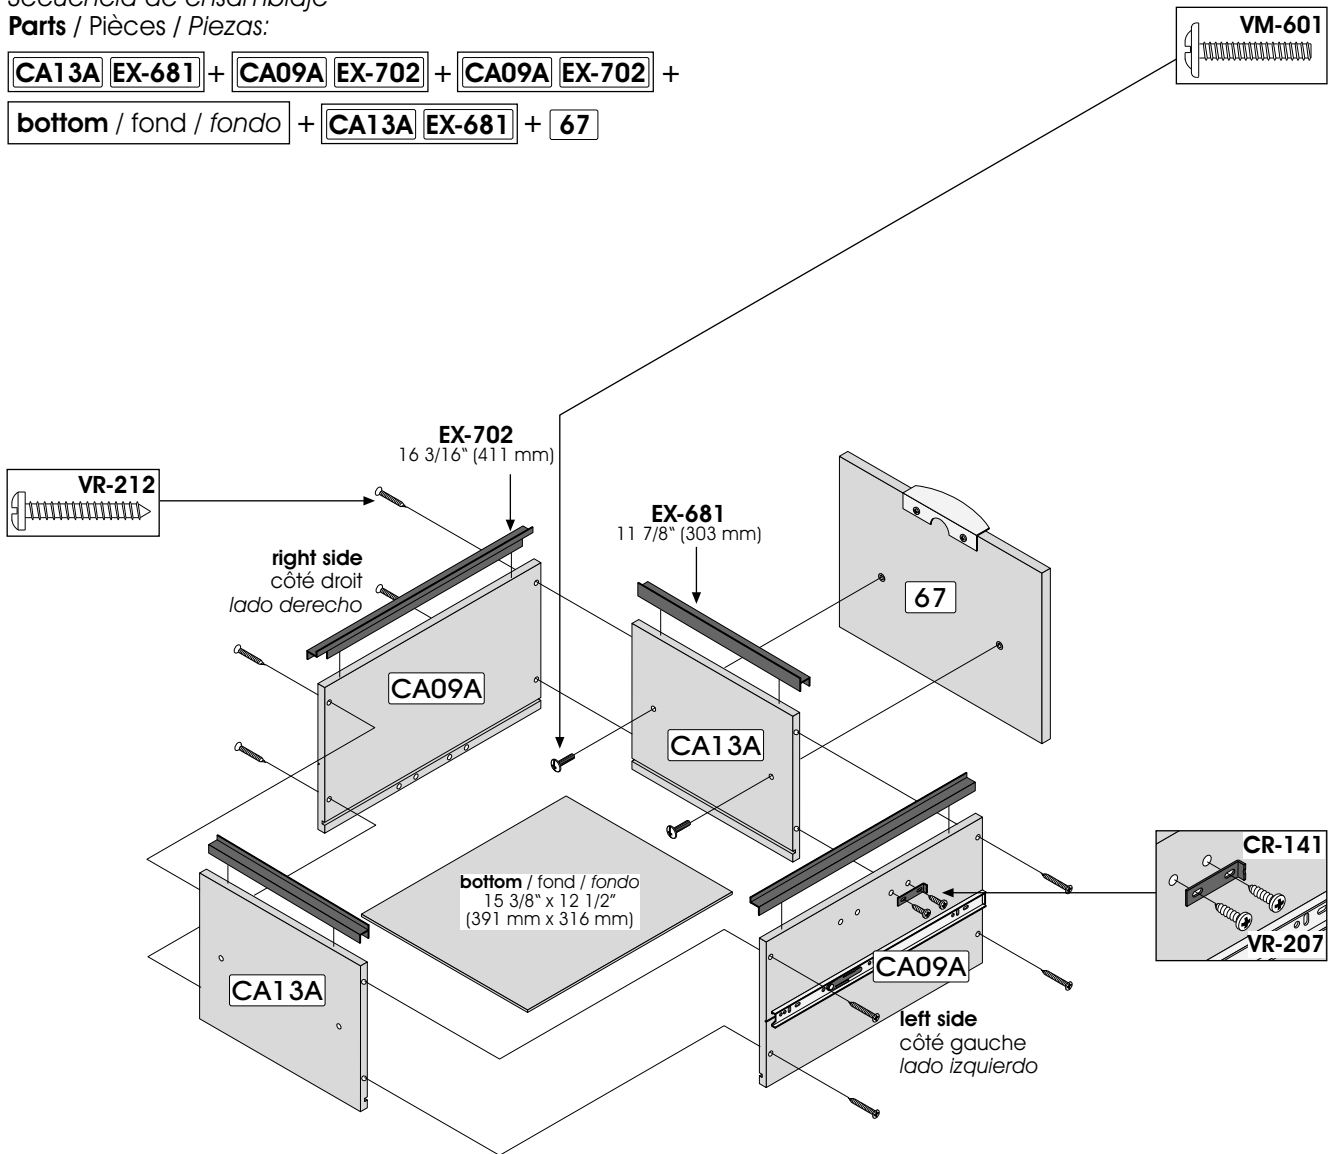 Secuencia de ensamblaje
Parts / Pièces / Piezas:
CA13A EX-681 + CA09A EX-702 + CA09A EX-702 +
bottom / fond / fondo + CA13A EX-681 + 67
VM-601
EX-702
16 3/16“ (411 mm)
VR-212
EX-681
11 7/8“ (303 mm)
right side
côté droit
lado derecho
67
CA09A
CA13A
bottom / fond / fondo
15 3/8“ x 12 1/2”
(391 mm x 316 mm)
CR-141
VR-207
CA09A
CA13A
left side
côté gauche
lado izquierdo